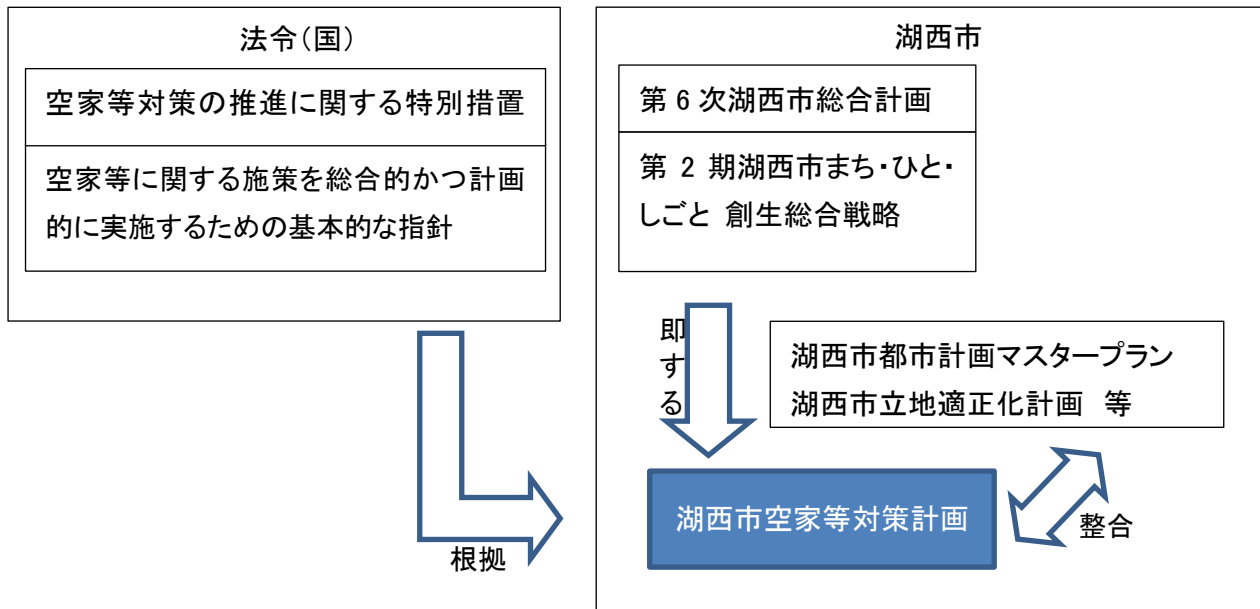 法令(国)
空家等対策の推進に関する特別措置
空家等に関する施策を総合的かつ計画
的に実施するための基本的な指針
根拠
湖西市
第 6 次湖西市総合計画
第 2 期湖西市まち・ひと・
しごと 創生総合戦略
即する
湖西市都市計画マスタープラン
湖西市立地適正化計画 等
湖西市空家等対策計画
整合